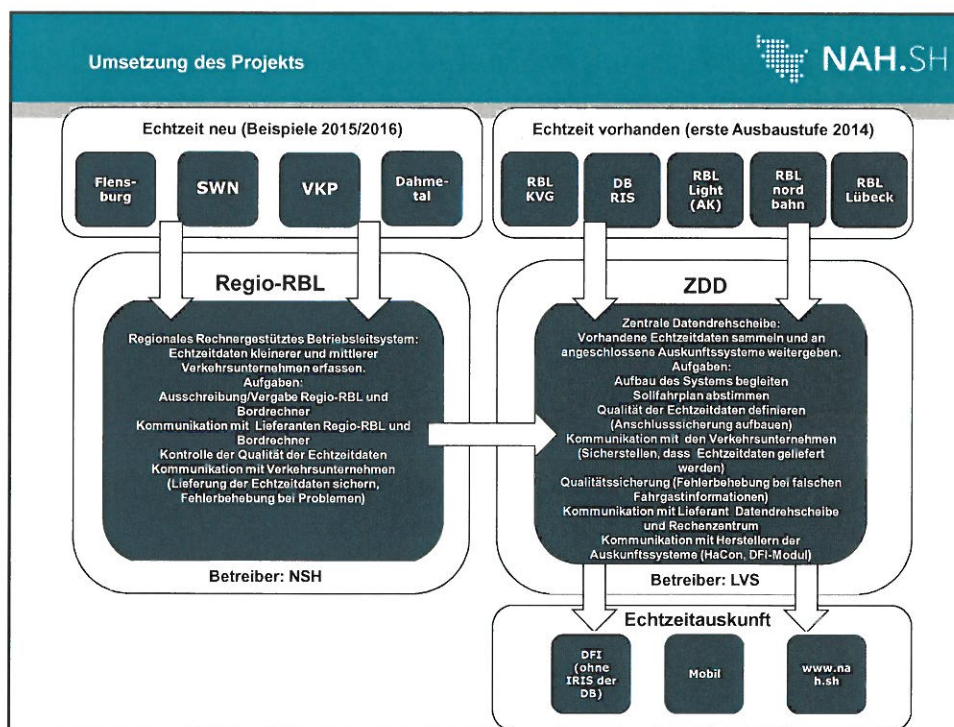 Umsetzung des Projekts
NAH.SH
Echtzeit neu (Beispiele 2015/2016)
Flens-
burg
SWN
VKP
Dahme-
tal
Echtzeit vorhanden (erste Ausbaustufe 2014)
RBL
KVG
DB
RIS
RBL
Light
(AK)
RBL
nord
bahn
RBL
Lübeck
Regio-RBL
Regionales Rechnergestütztes Betriebsleitsystem:
Echtzeitdaten kleinerer und mittlerer
Verkehrsunternehmen erfassen.
Aufgaben:
Ausschreibung/Vergabe Regio-RBL und
Bordrechner
Kommunikation mit Lieferanten Regio-RBL und
Bordrechner
Kontrolle der Qualität der Echtzeitdaten
Kommunikation mit Verkehrsunternehmen
(Lieferung der Echtzeitdaten sichern,
Fehlerbehebung bei Problemen)
Betreiber: NSH
ZDD
Zentrale Datendrehscheibe:
Vorhandene Echtzeitdaten sammeln und an
angeschlossene Auskunftssysteme weitergeben.
Aufgaben:
Aufbau des Systems begleiten
Sollfahrplan abstimmen
Qualität der Echtzeitdaten definieren
(Anschlusssicherung aufbauen)
Kommunikation mit den Verkehrsunternehmen
(Sicherstellen, dass Echtzeitdaten geliefert
werden)
Qualitätssicherung (Fehlerbehebung bei falschen
Fahrgastinformationen)
Kommunikation mit Lieferant Datendrehscheibe
und Rechenzentrum
Kommunikation mit Herstellern der
Auskunftssysteme (HaCon, DFI-Modul)
Betreiber: LVS
Echtzeitauskunft
DFI
(ohne
IRIS der
DB)
Mobil
www.na
h.sh